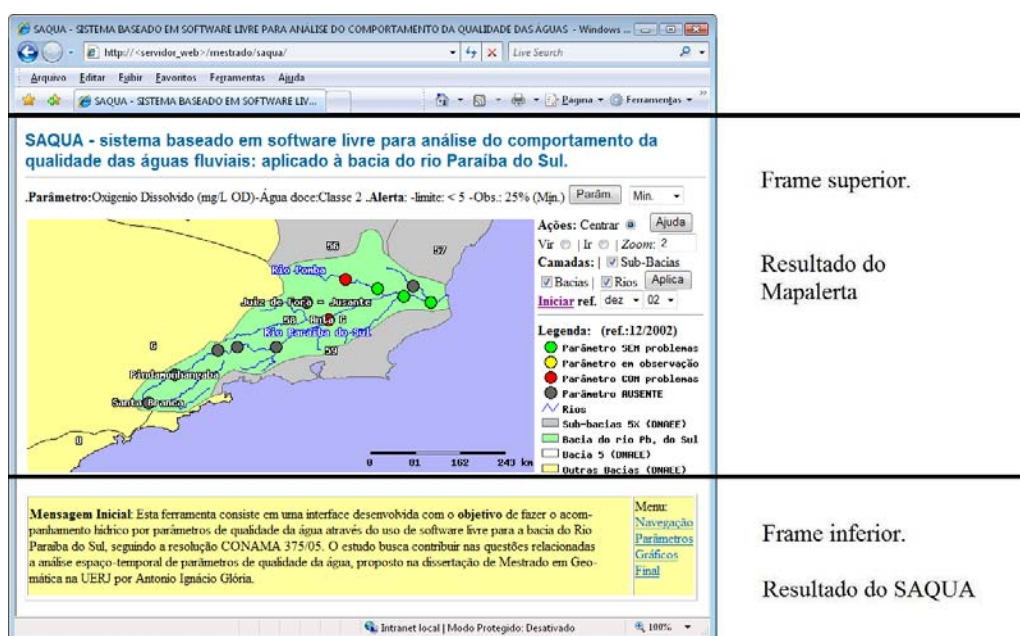 SAQUA - SISTEMA BASEADO EM SOFTWARE LIVRE PARA ANÁLISE DO COMPORTAMENTO DA QUALIDADE DAS ÁGUAS - Windows ...
http://<servidor_web>/mestrado/saqua/
Live Search
Arquivo Editar Exibir Favoritos Ferramentas Ajuda
SAQUA - SISTEMA BASEADO EM SOFTWARE LIV...
Página Ferramentas
SAQUA - sistema baseado em software livre para análise do comportamento da
qualidade das águas fluviais: aplicado à bacia do rio Paraíba do Sul.
.Parâmetro:Oxigenio Dissolvido (mg/L OD)-Água doce:Classe 2 .Alerta: -limite: < 5 -Obs.: 25% (Min.) Parâm. Min.
Ações: Centrar Ajuda
Vir | Ir | Zoom: 2
Camadas: | Sub-Bacias
Bacias | Rios Aplica
Iniciar ref. dez 02
Legenda: (ref.:12/2002)
Parâmetro SEM problemas
Parâmetro em observação
Parâmetro COM problemas
Parâmetro AUSENTE
Rios
Sub-bacias 5X (DNAEE)
Bacia do rio Pb. do Sul
Bacia 5 (DNAEE)
Outras Bacias (DNAEE)
56
57
Rio Pomba
Juiz de Fora - Jusante
58
Anta G
Rio Paraíba do Sul
59
6
Pindamonhangaba
Santa Branca
8
0 81 162 243 km
Mensagem Inicial: Esta ferramenta consiste em uma interface desenvolvida com o objetivo de fazer o acom-
panhamento hídrico por parâmetros de qualidade da água através do uso de software livre para a bacia do Rio
Paraíba do Sul, seguindo a resolução CONAMA 375/05. O estudo busca contribuir nas questões relacionadas
a análise espaço-temporal de parâmetros de qualidade da água, proposto na dissertação de Mestrado em Geo-
mática na UERJ por Antonio Ignácio Glória.
Menu:
Navegação
Parâmetros
Gráficos
Final
Intranet local | Modo Protegido: Desativado 100%
Frame superior.
Resultado do
Mapalerta
Frame inferior.
Resultado do SAQUA